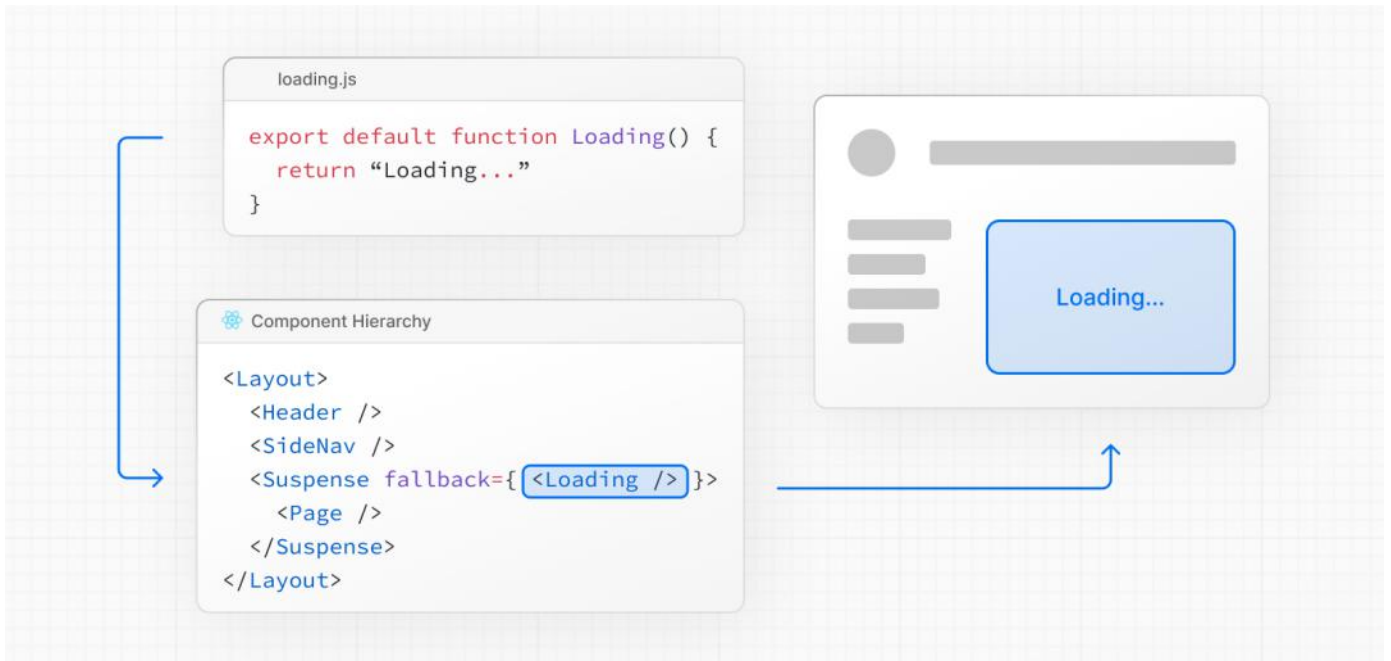 loading.js
export default function Loading() {
  return “Loading...”
}
Component Hierarchy
<Layout>
  <Header />
  <SideNav />
  <Suspense fallback={ <Loading /> }>
    <Page />
  </Suspense>
</Layout>
Loading...